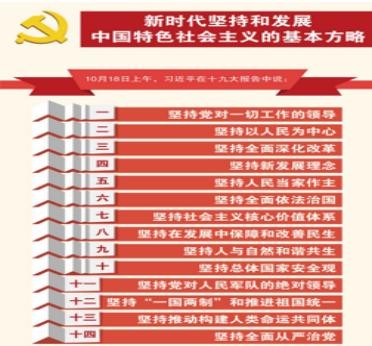 新时代坚持和发展
中国特色社会主义的基本方略
10月18日上午，习近平在十九大报告中说：
一 坚持党对一切工作的领导
二 坚持以人民为中心
三 坚持全面深化改革
四 坚持新发展理念
五 坚持人民当家作主
六 坚持全面依法治国
七 坚持社会主义核心价值体系
八 坚持在发展中保障和改善民生
九 坚持人与自然和谐共生
十 坚持总体国家安全观
十一 坚持党对人民军队的绝对领导
十二 坚持“一国两制”和推进祖国统一
十三 坚持推动构建人类命运共同体
十四 坚持全面从严治党